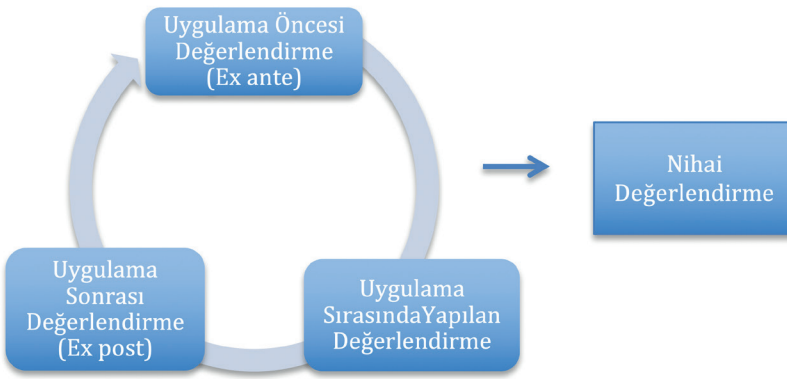 Uygulama Öncesi
Değerlendirme
(Ex ante)
Nihai
Değerlendirme
Uygulama
SırasındaYapılan
Değerlendirme
Uygulama
Sonrası
Değerlendirme
(Ex post)